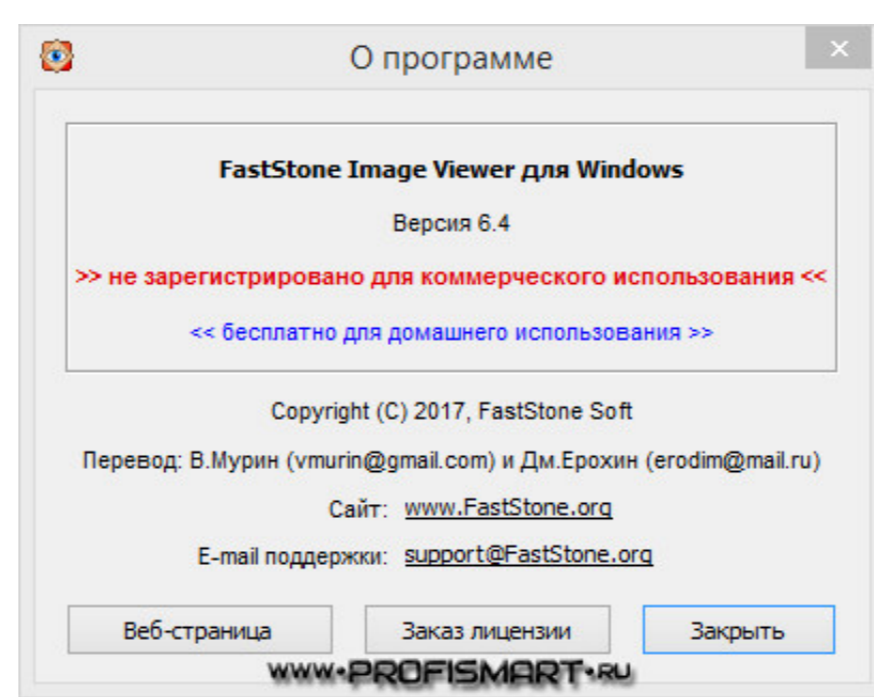 О программе
FastStone Image Viewer для Windows
Версия 6.4
>> не зарегистрировано для коммерческого использования <<
<< бесплатно для домашнего использования >>
Copyright (C) 2017, FastStone Soft
Перевод: В.Мурин (vmurin@gmail.com) и Дм.Ерохин (erodim@mail.ru)
Сайт: www.FastStone.org
E-mail поддержки: support@FastStone.org
Веб-страница Заказ лицензии Закрыть
WWW•PROFISMART•RU